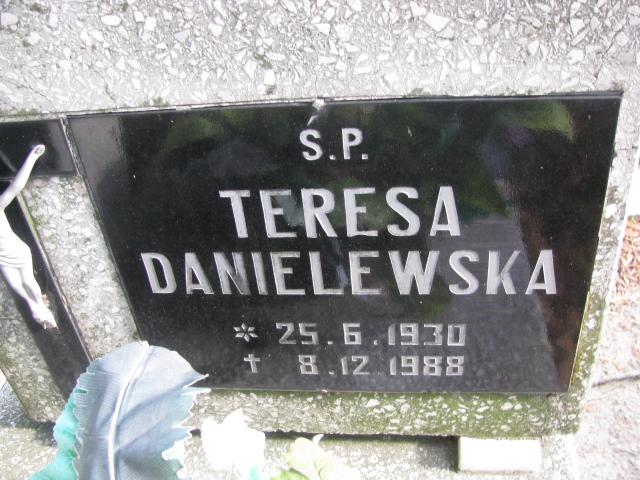 Ś.P.
TERESA
DANIELEWSKA
* 25.6.1930
✝ 8.12.1988